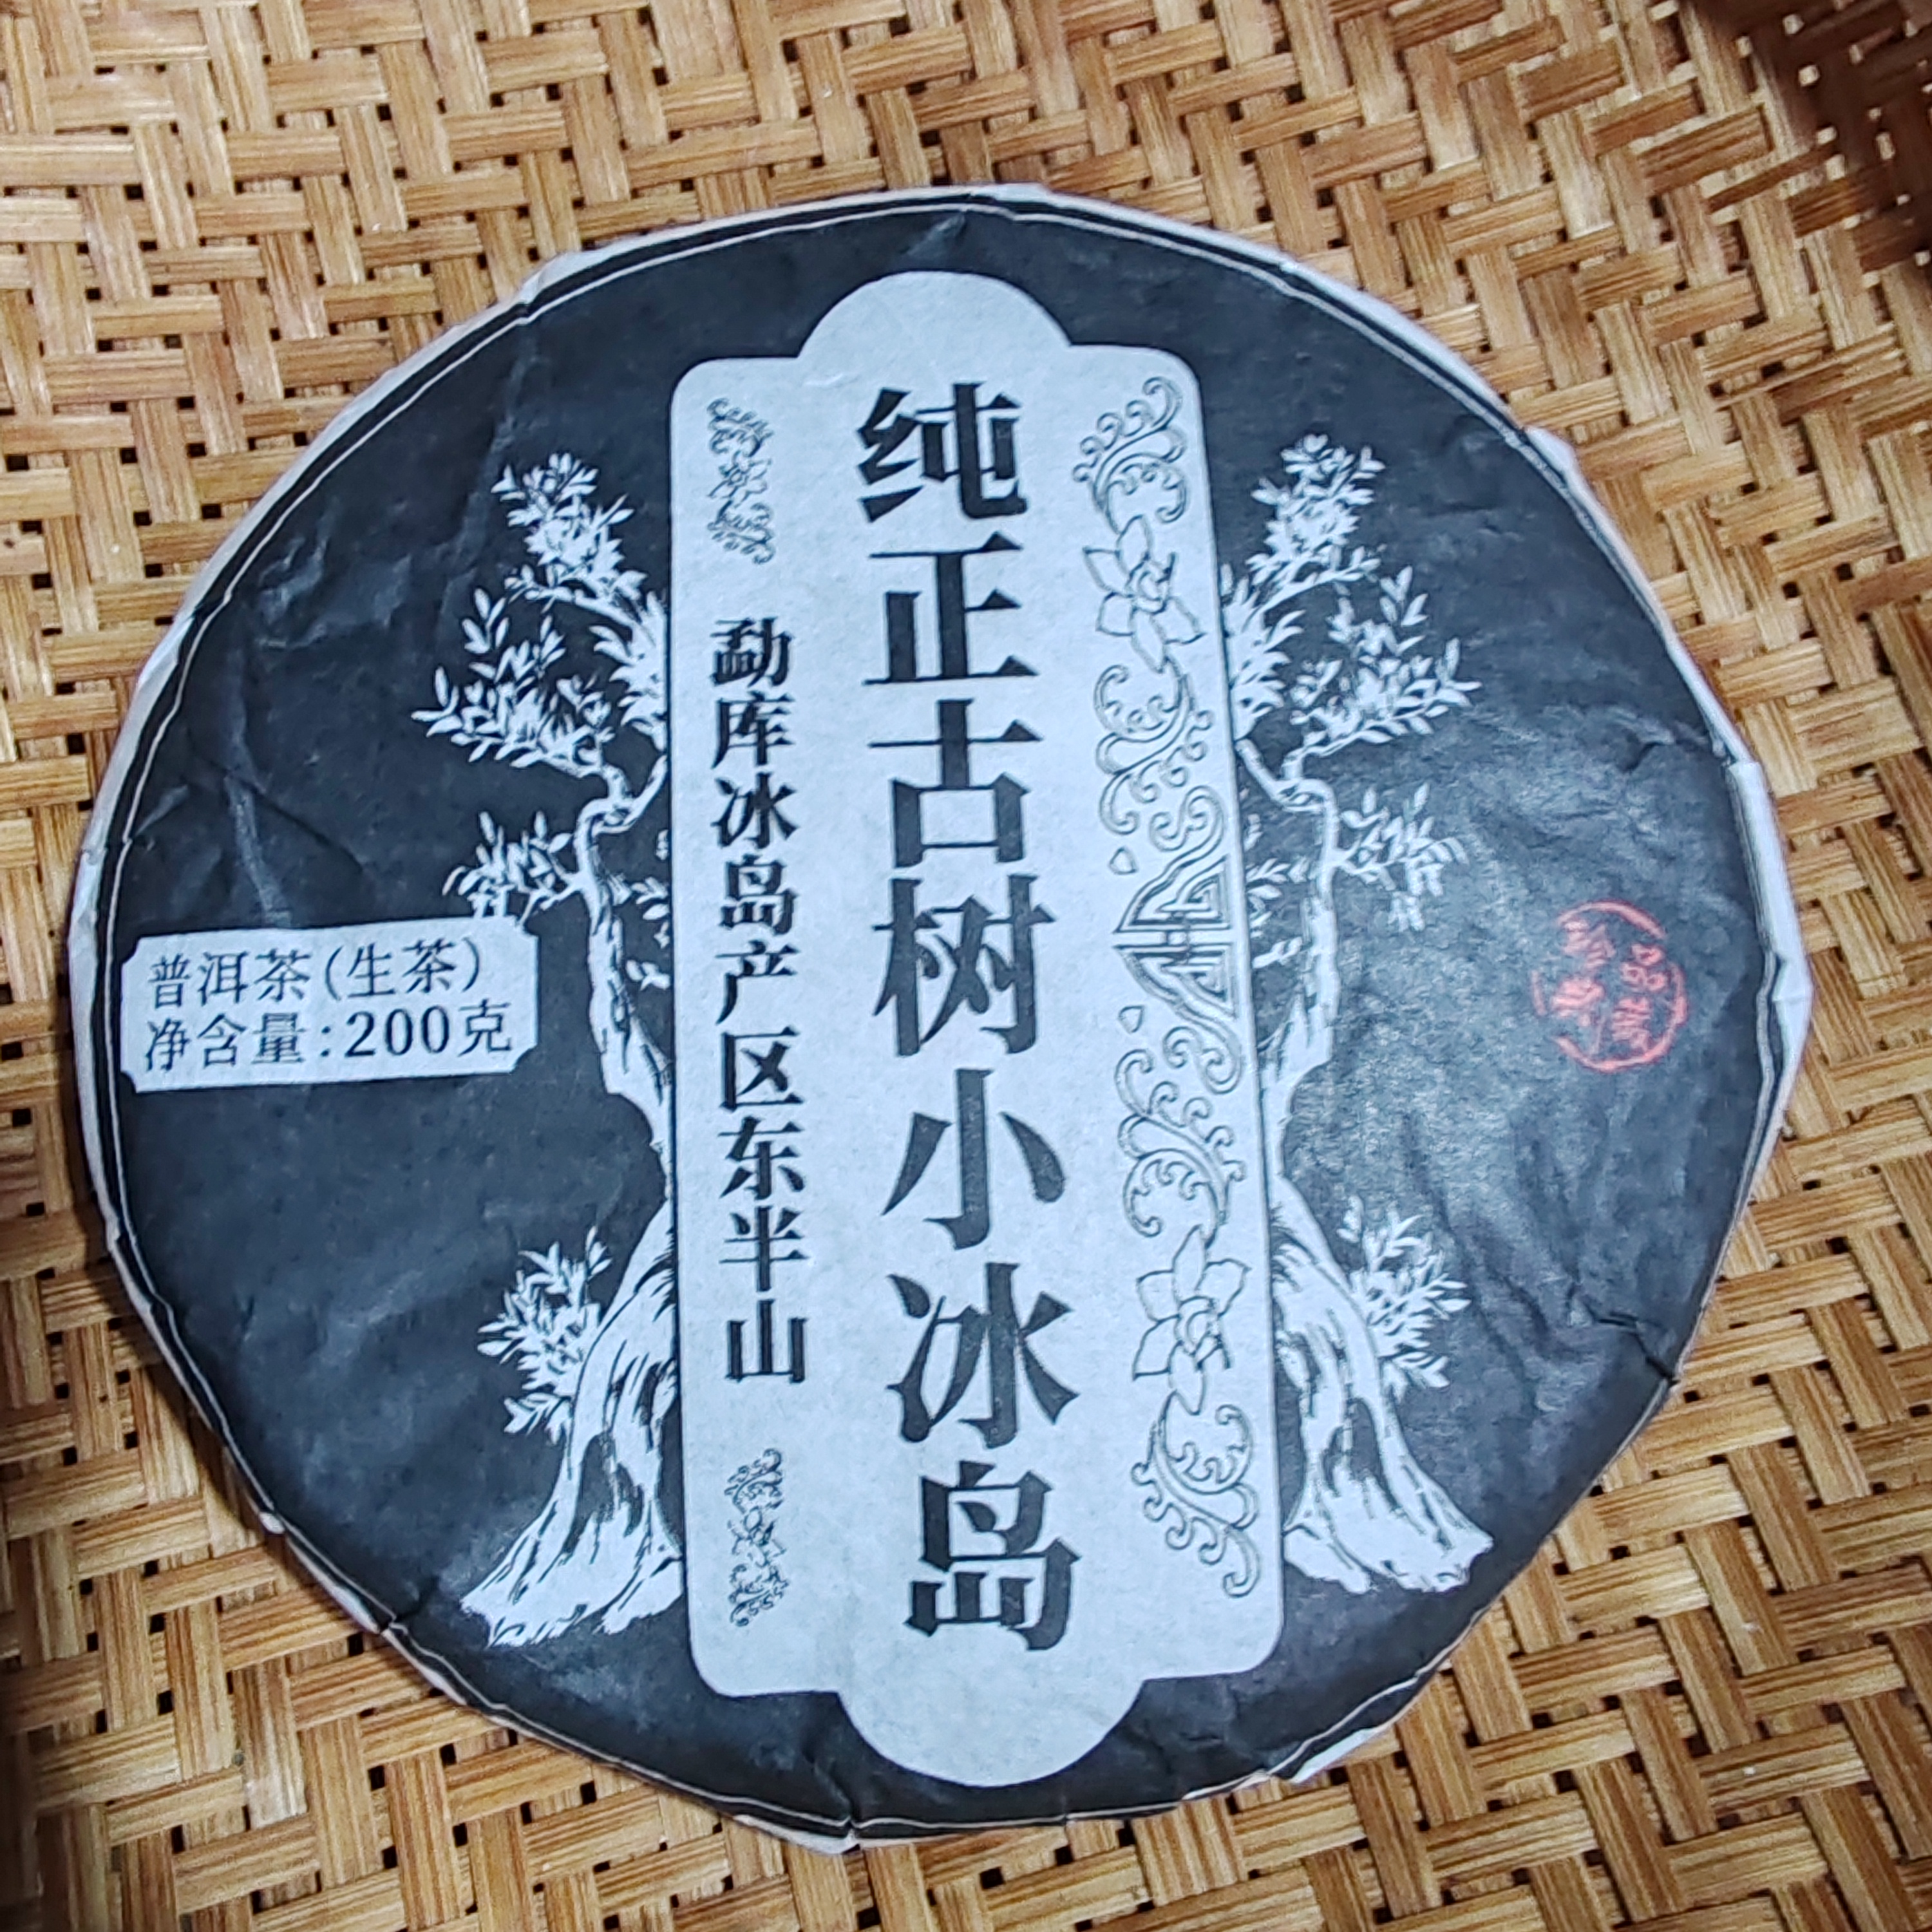 纯正古树小冰岛
勐库冰岛产区东半山
普洱茶(生茶)
净含量:200克